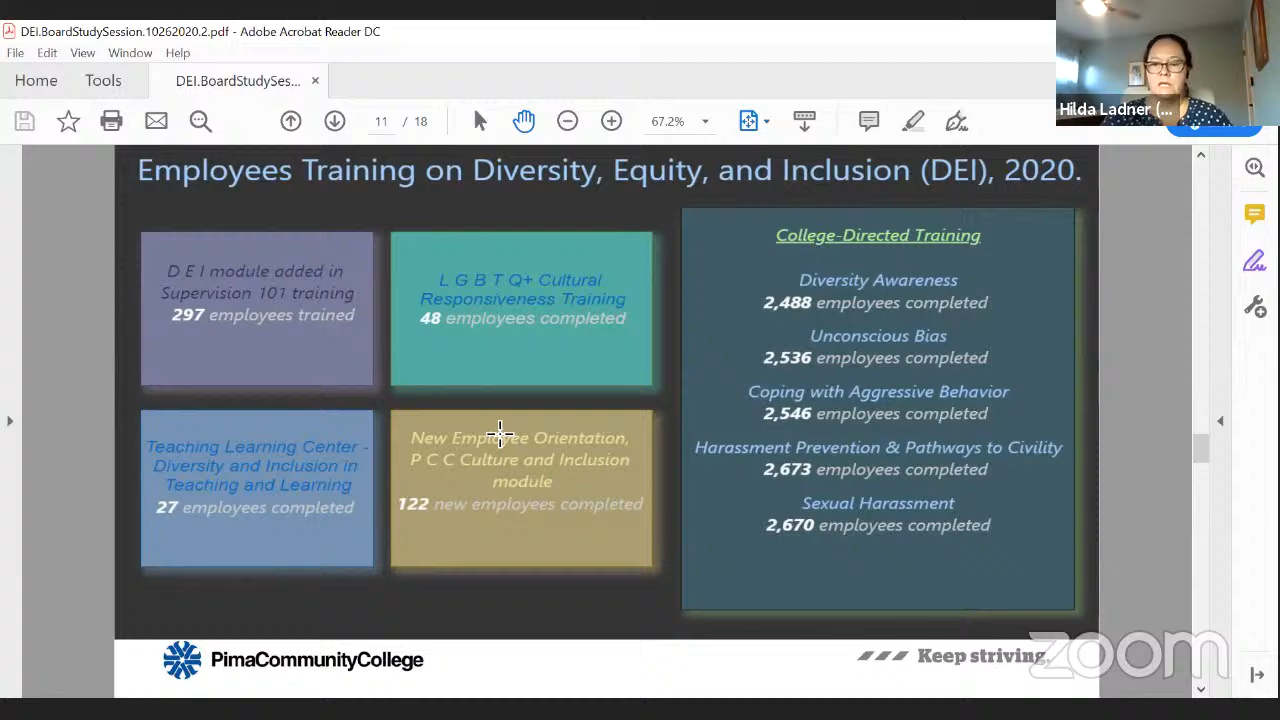 DEI.BoardStudySession.10262020.2.pdf - Adobe Acrobat Reader DC
File Edit View Window Help
Home Tools DEI.BoardStudySes... ×
11 / 18 67.2%
Hilda Ladner (...
Employees Training on Diversity, Equity, and Inclusion (DEI), 2020.
D E I module added in
Supervision 101 training
297 employees trained
L G B T Q+ Cultural
Responsiveness Training
48 employees completed
Teaching Learning Center -
Diversity and Inclusion in
Teaching and Learning
27 employees completed
New Employee Orientation,
P C C Culture and Inclusion
module
122 new employees completed
College-Directed Training
Diversity Awareness
2,488 employees completed
Unconscious Bias
2,536 employees completed
Coping with Aggressive Behavior
2,546 employees completed
Harassment Prevention & Pathways to Civility
2,673 employees completed
Sexual Harassment
2,670 employees completed
PimaCommunityCollege
Keep striving.
zoom